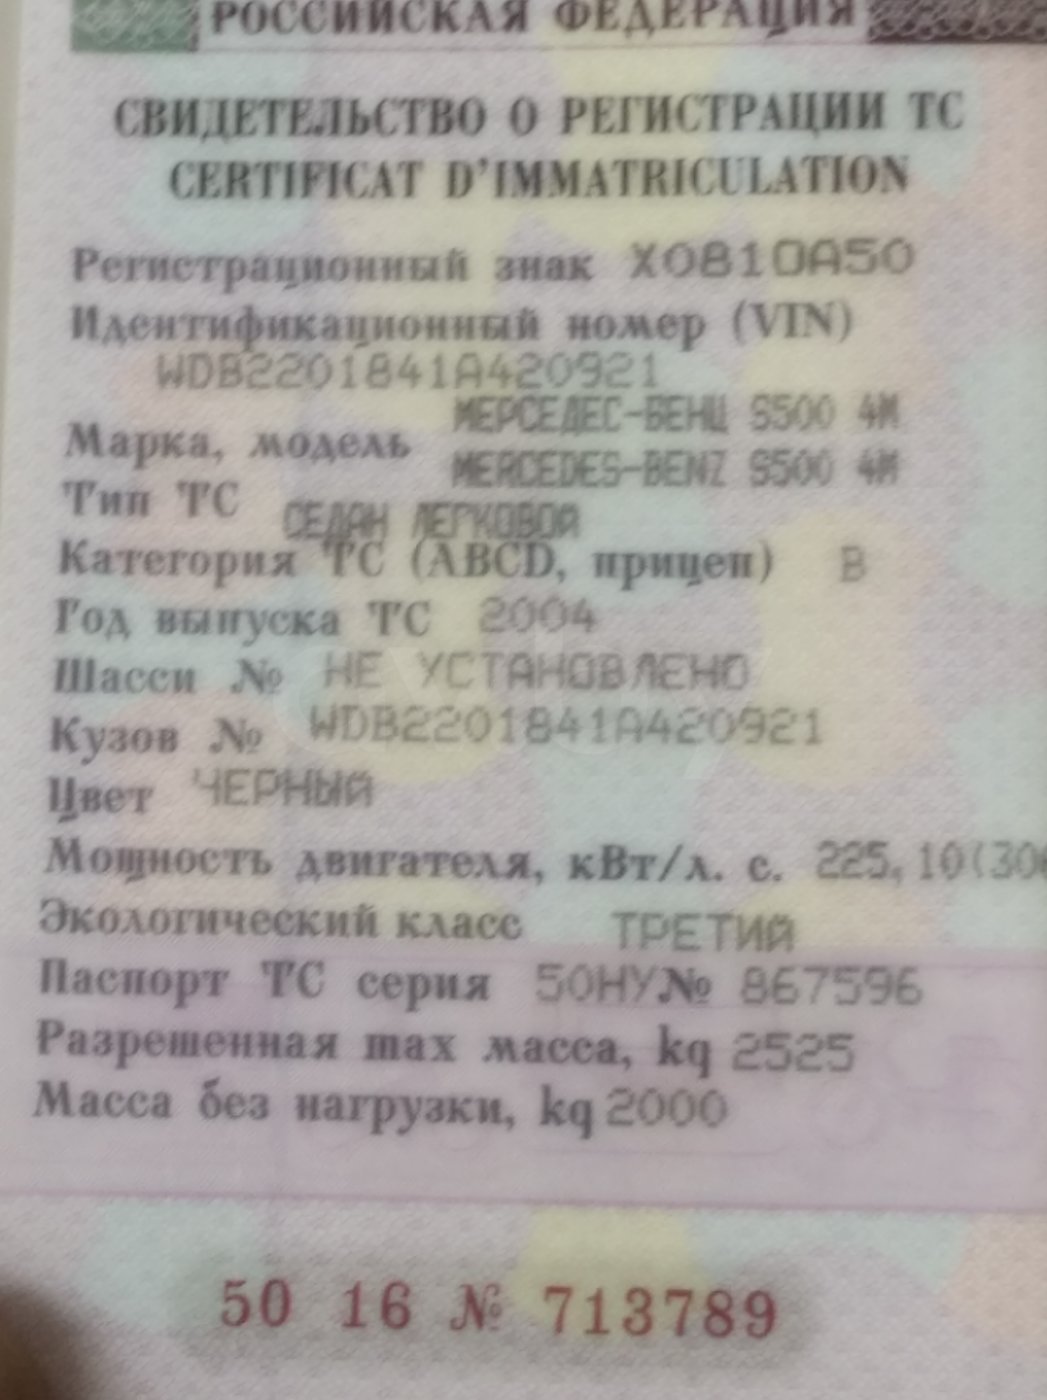 РОССИЙСКАЯ ФЕДЕРАЦИЯ
СВИДЕТЕЛЬСТВО О РЕГИСТРАЦИИ ТС
CERTIFICAT D'IMMATRICULATION
Регистрационный знак Х081ОА50
Идентификационный номер (VIN)
WDB2201841A420921
МЕРСЕДЕС-БЕНЦ S500 4М
Марка, модель MERCEDES-BENZ S500 4M
Тип ТС СЕДАН ЛЕГКОВОЙ
Категория ТС (ABCD, прицеп) B
Год выпуска ТС 2004
Шасси № НЕ УСТАНОВЛЕНО
Кузов № WDB2201841A420921
Цвет ЧЕРНЫЙ
Мощность двигателя, кВт/л. с. 225,10(306
Экологический класс ТРЕТИЙ
Паспорт ТС серия 50НУ№ 867596
Разрешенная max масса, kg 2525
Масса без нагрузки, kg 2000
50 16 № 713789